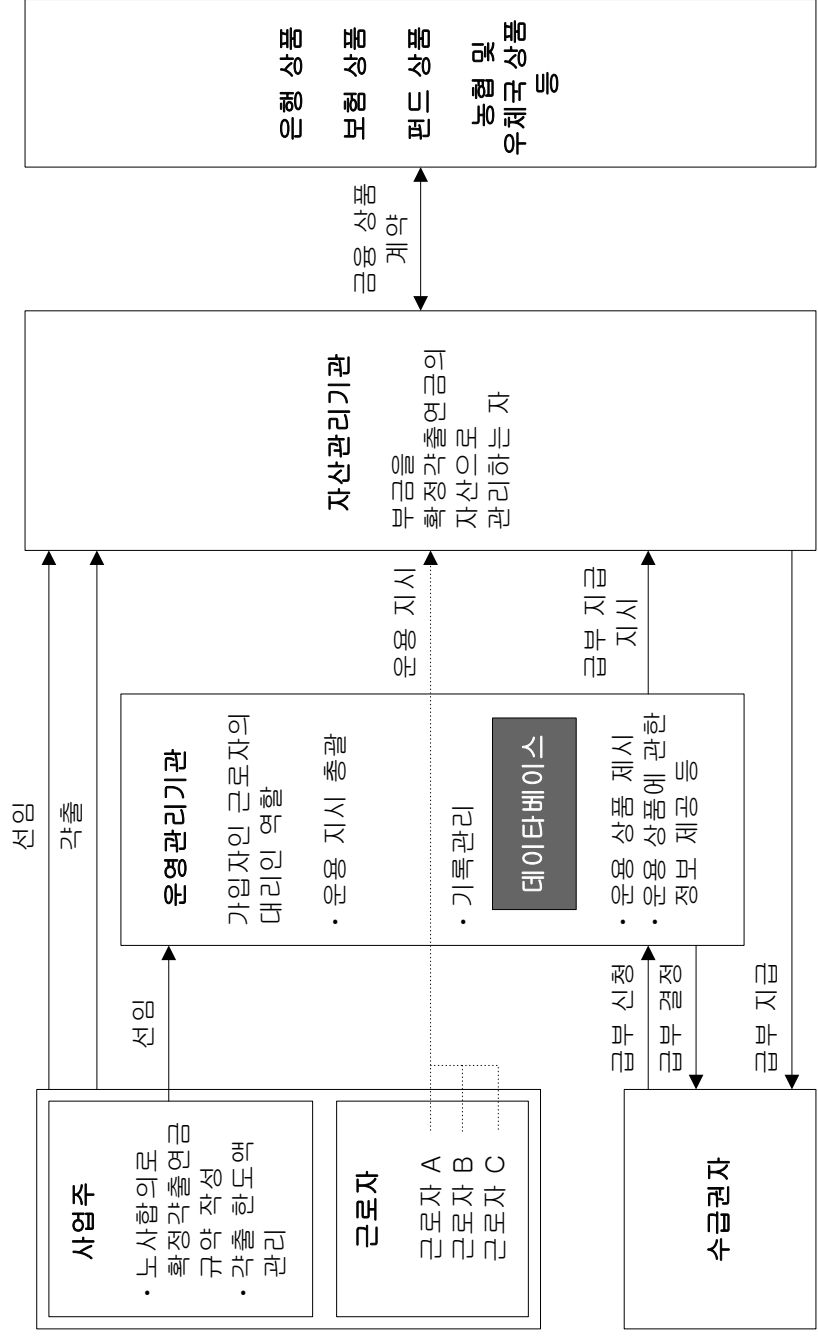 사업주
· 노사합의로
확정각출연금
규약 작성
· 각출 한도액
관리
근로자
근로자 A
근로자 B
근로자 C
수급권자
선임
각출
선임
급부 신청
급부 결정
급부 지급
운영관리기관
가입자인 근로자의
대리인 역할
· 운용 지시 총괄
· 기록관리
데이타베이스
· 운용 상품 제시
· 운용 상품에 관한
정보 제공 등
운용 지시
급부 지급
지시
자산관리기관
부금을
확정각출연금의
자산으로
관리하는 자
금융 상품
계약
은행 상품
보험 상품
펀드 상품
농협 및
우체국 상품
등